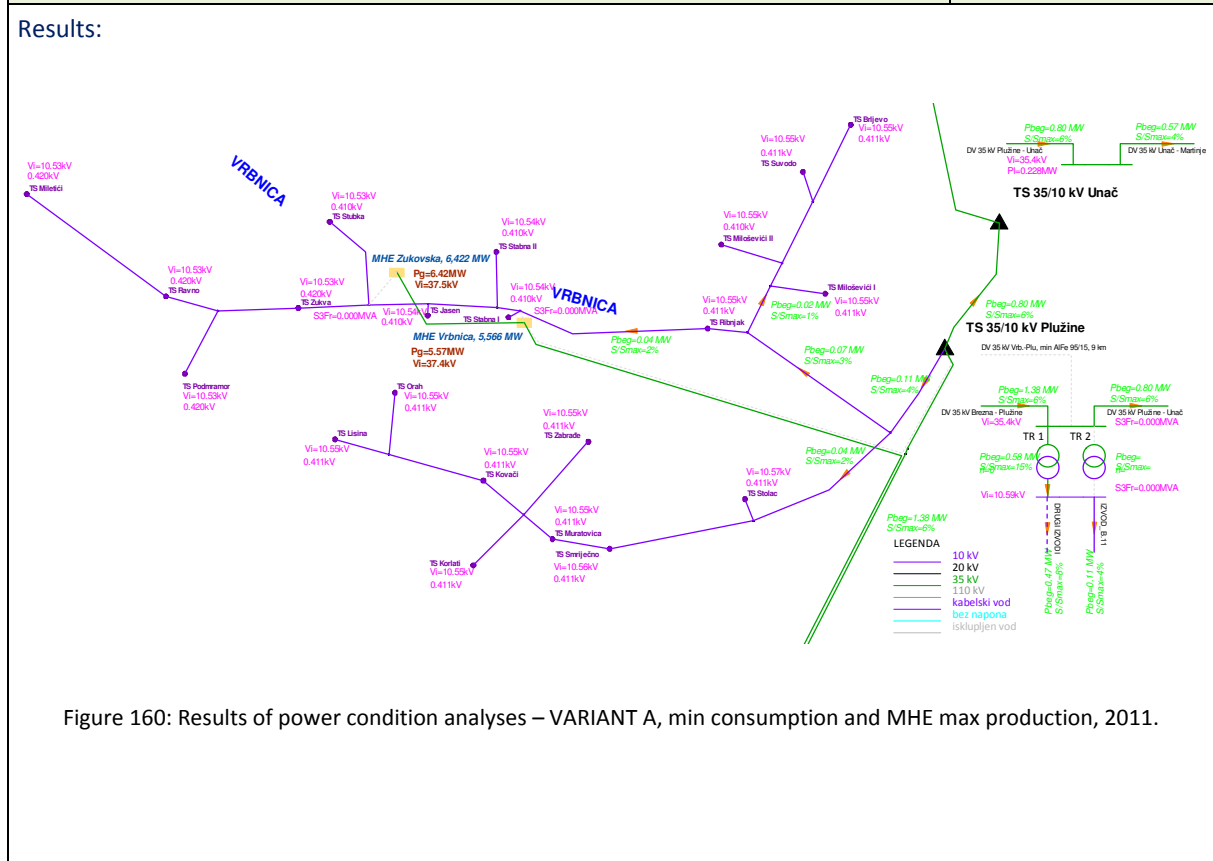 Results:
VRBNICA
Vi=10.53kV
0.420kV
TS Miletići
Vi=10.53kV
0.410kV
TS Stubka
MHE Zukovska, 6,422 MW
Pg=6.42MW
Vi=37.5kV
Vi=10.54kV
0.410kV
TS Stabna II
Vi=10.53kV
0.420kV
TS Ravno
Vi=10.53kV
0.420kV
TS Zukva
S3Fr=0.000MVA
Vi=10.54kV
0.410kV
TS Jasen
Vi=10.54kV
0.410kV
TS Stabna I
S3Fr=0.000MVA
VRBNICA
MHE Vrbnica, 5,566 MW
Pg=5.57MW
Vi=37.4kV
TS Podmramor
Vi=10.53kV
0.420kV
Pbeg=0.04 MW
S/Smax=2%
Vi=10.55kV
0.411kV
TS Ribnjak
TS Brljevo
Vi=10.55kV
0.411kV
Vi=10.55kV
0.411kV
TS Suvodo
Vi=10.55kV
0.410kV
TS Miloševići II
TS Miloševići I
Vi=10.55kV
0.411kV
Pbeg=0.02 MW
S/Smax=1%
Pbeg=0.07 MW
S/Smax=3%
Pbeg=0.11 MW
S/Smax=4%
Pbeg=0.80 MW
S/Smax=6%
Pbeg=0.04 MW
S/Smax=2%
Pbeg=1.38 MW
S/Smax=6%
TS Orah
Vi=10.55kV
0.411kV
TS Lisina
Vi=10.55kV
0.411kV
Vi=10.55kV
0.411kV
TS Zabrađe
Vi=10.55kV
0.411kV
TS Kovači
Vi=10.57kV
0.411kV
TS Stolac
Vi=10.55kV
0.411kV
TS Muratovica
TS Smriječno
Vi=10.56kV
0.411kV
TS Korlati
Vi=10.55kV
0.411kV
Pbeg=0.80 MW
S/Smax=6%
Pbeg=0.57 MW
S/Smax=4%
DV 35 kV Plužine - Unač
DV 35 kV Unač - Martinje
Vi=35.4kV
Pl=0.228MW
TS 35/10 kV Unač
TS 35/10 kV Plužine
DV 35 kV Vrb.-Plu, min AlFe 95/15, 9 km
Pbeg=1.38 MW
S/Smax=6%
Pbeg=0.80 MW
S/Smax=6%
DV 35 kV Brezna - Plužine
DV 35 kV Plužine - Unač
Vi=35.4kV
S3Fr=0.000MVA
TR 1
TR 2
Pbeg=0.58 MW
S/Smax=15%
Pbeg=
S/Smax=
S3Fr=0.000MVA
Vi=10.59kV
DRUGI IZVODI
IZVOD_B.11
Pbeg=0.47 MW
S/Smax=8%
Pbeg=0.11 MW
S/Smax=4%
LEGENDA
10 kV
20 kV
35 kV
110 kV
kabelski vod
bez napona
isklupljen vod
Figure 160: Results of power condition analyses – VARIANT A, min consumption and MHE max production, 2011.